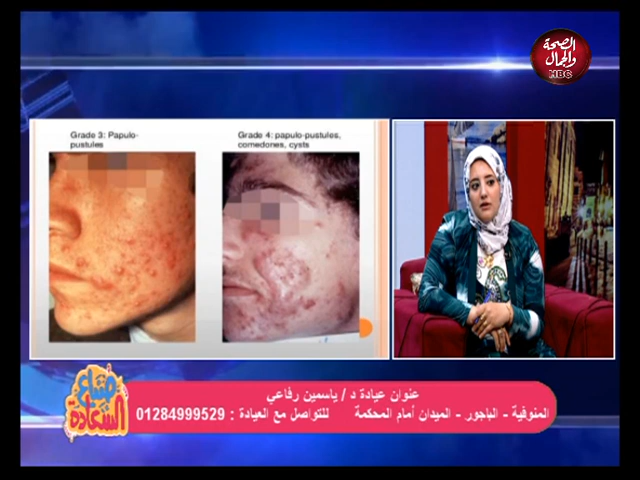 الصحة
والجمال
HBC
Grade 3: Papulo-
pustules
Grade 4: papulo-pustules,
comedones, cysts
صناع
السعادة
عنوان عيادة د / ياسمين رفاعي
المنوفية - الباجور - الميدان أمام المحكمة للتواصل مع العيادة : 01284999529